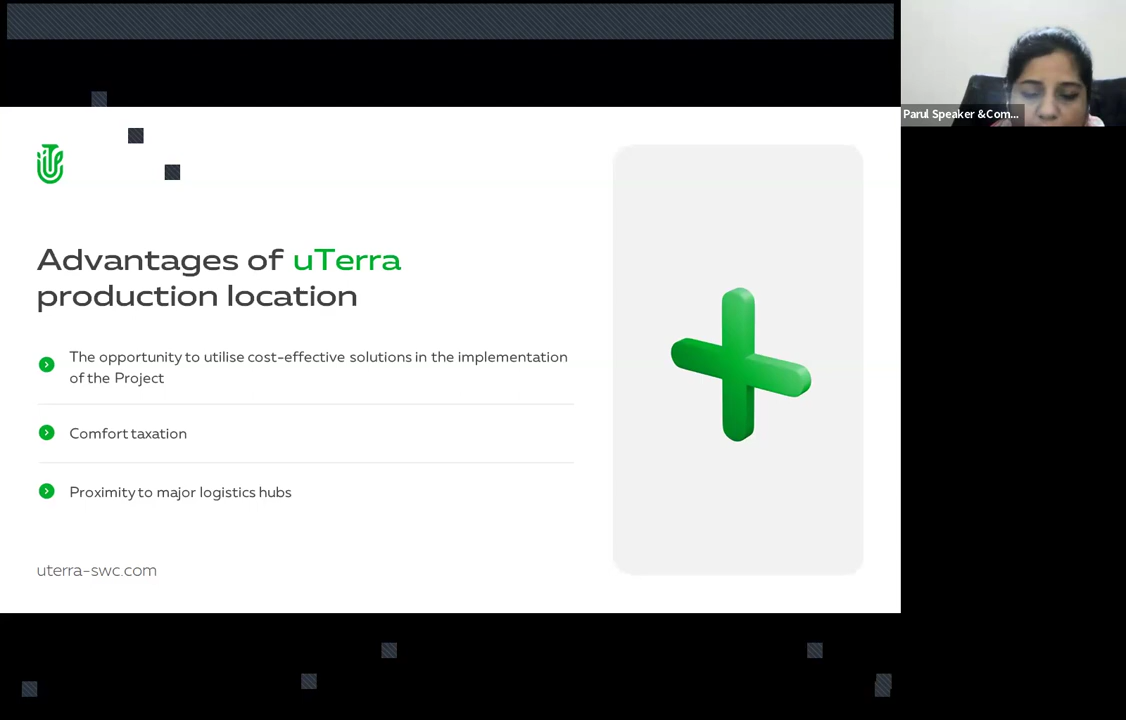 Parul Speaker &Com...
Advantages of uTerra
production location
The opportunity to utilise cost-effective solutions in the implementation
of the Project
Comfort taxation
Proximity to major logistics hubs
uterra-swc.com